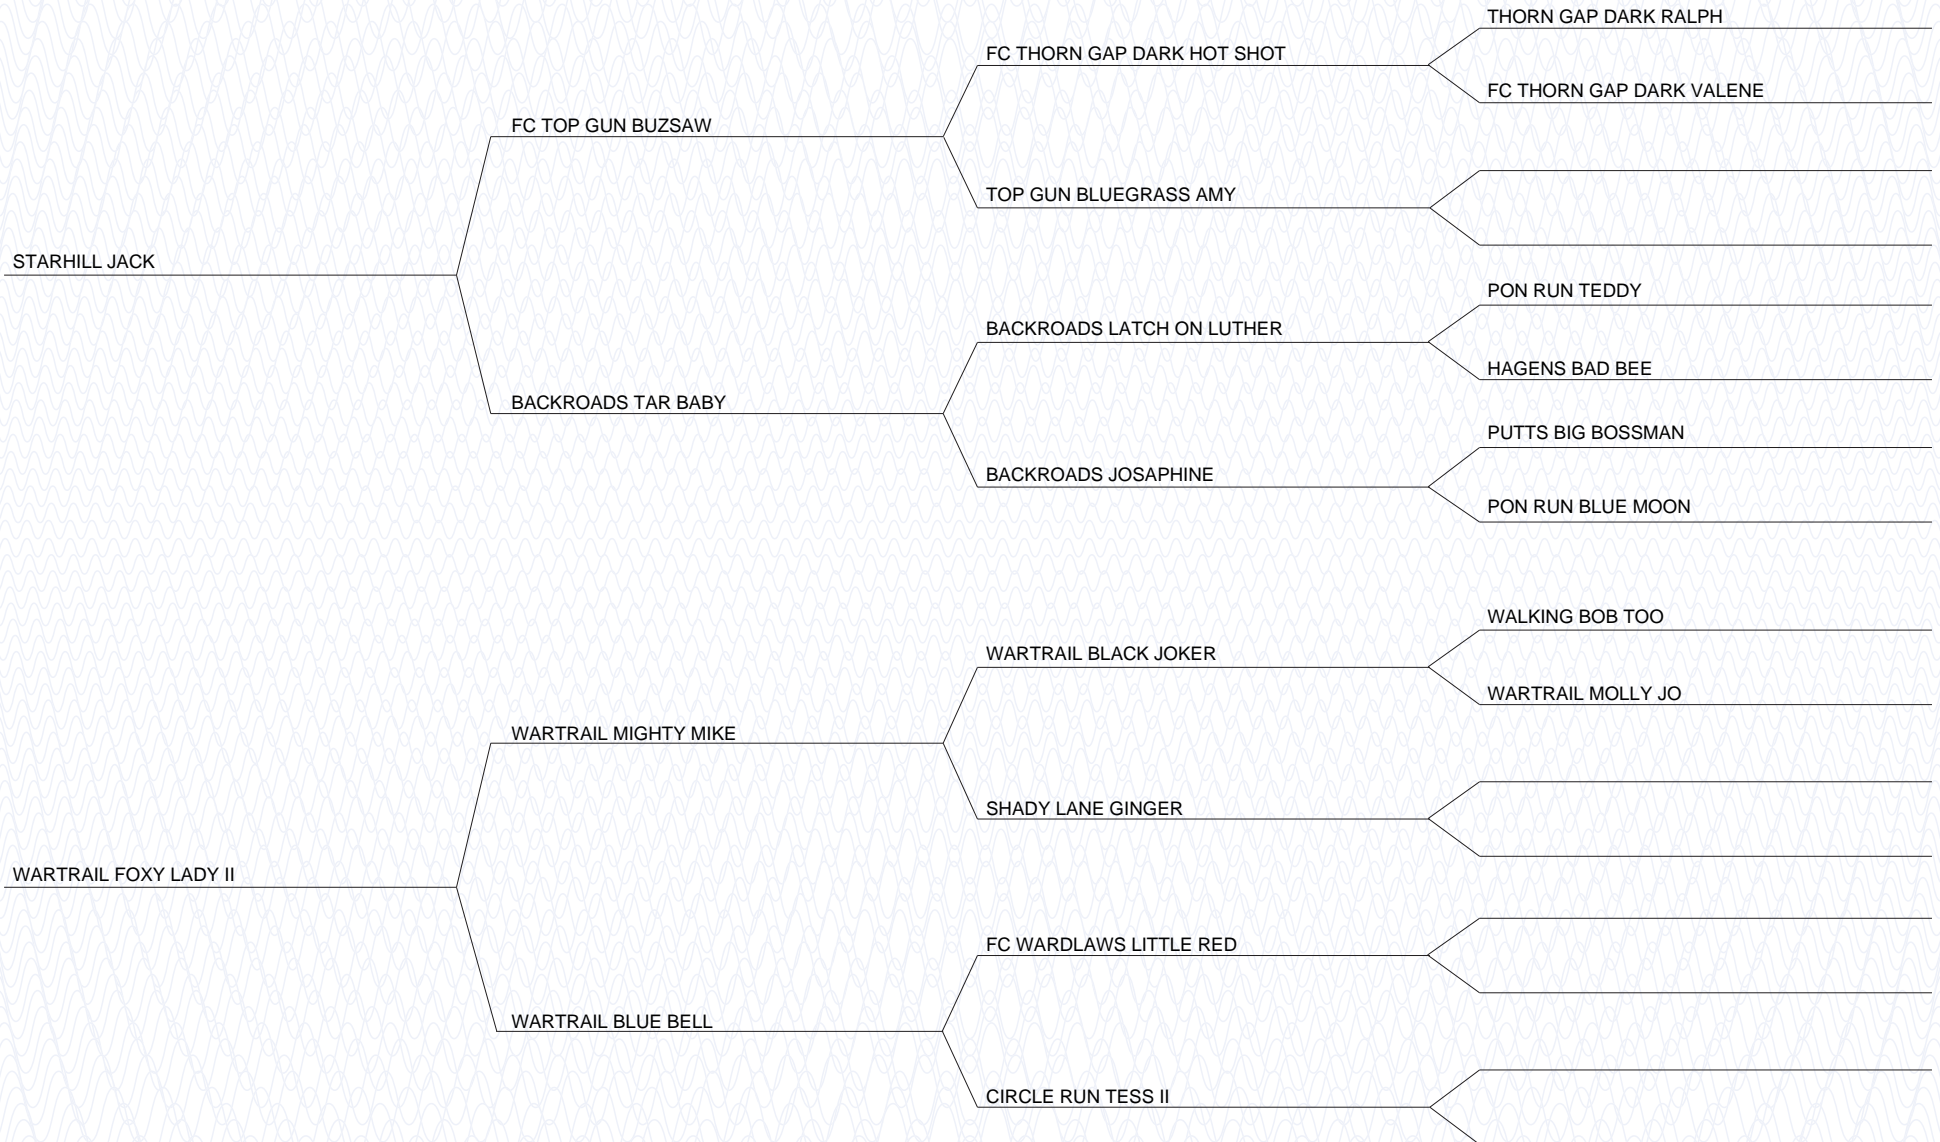 THORN GAP DARK RALPH
FC THORN GAP DARK HOT SHOT
FC THORN GAP DARK VALENE
FC TOP GUN BUZSAW
TOP GUN BLUEGRASS AMY
STARHILL JACK
PON RUN TEDDY
BACKROADS LATCH ON LUTHER
HAGENS BAD BEE
BACKROADS TAR BABY
PUTTS BIG BOSSMAN
BACKROADS JOSAPHINE
PON RUN BLUE MOON
WALKING BOB TOO
WARTRAIL BLACK JOKER
WARTRAIL MOLLY JO
WARTRAIL MIGHTY MIKE
SHADY LANE GINGER
WARTRAIL FOXY LADY II
FC WARDLAWS LITTLE RED
WARTRAIL BLUE BELL
CIRCLE RUN TESS II